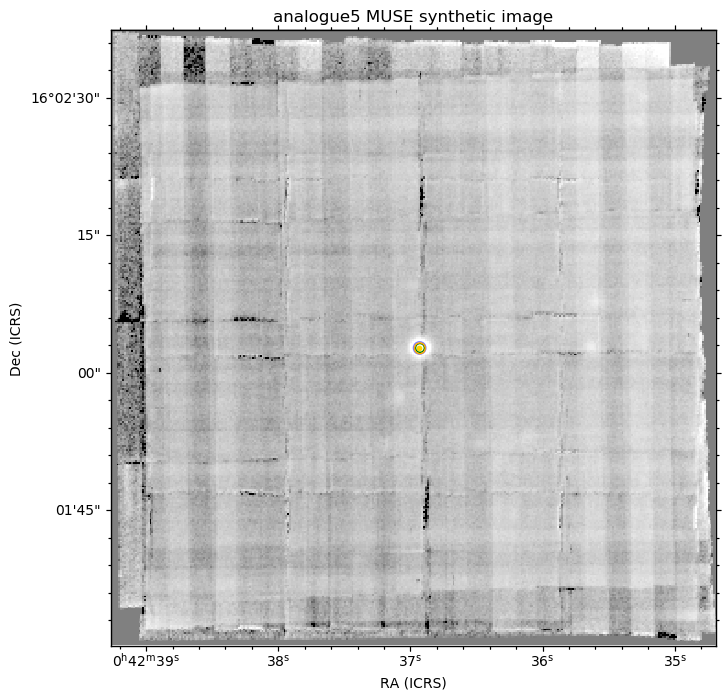 analogue5 MUSE synthetic image
16°02'30"
15"
00"
01'45"
Dec (ICRS)
0ʰ42ᵐ39ˢ
38ˢ
37ˢ
36ˢ
35ˢ
RA (ICRS)